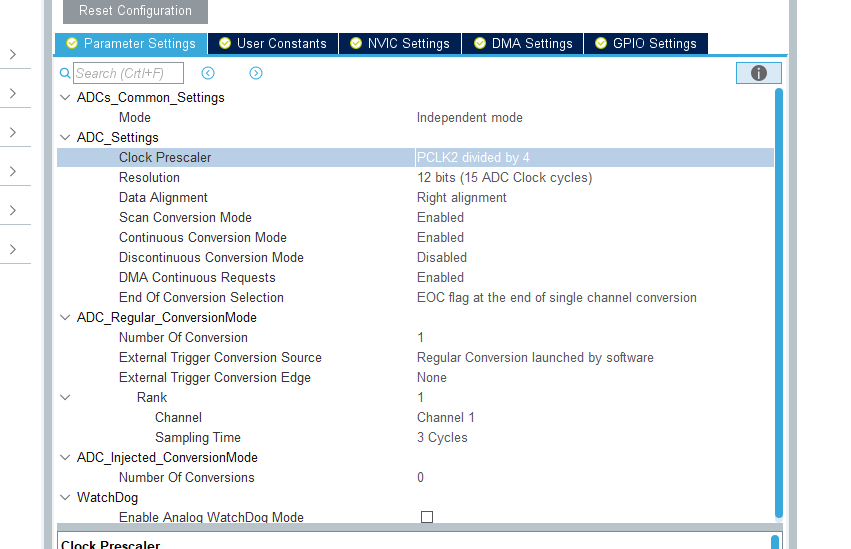 Reset Configuration
Parameter Settings User Constants NVIC Settings DMA Settings GPIO Settings
Search (Crtl+F)
ADCs_Common_Settings
Mode Independent mode
ADC_Settings
Clock Prescaler PCLK2 divided by 4
Resolution 12 bits (15 ADC Clock cycles)
Data Alignment Right alignment
Scan Conversion Mode Enabled
Continuous Conversion Mode Enabled
Discontinuous Conversion Mode Disabled
DMA Continuous Requests Enabled
End Of Conversion Selection EOC flag at the end of single channel conversion
ADC_Regular_ConversionMode
Number Of Conversion 1
External Trigger Conversion Source Regular Conversion launched by software
External Trigger Conversion Edge None
Rank 1
Channel Channel 1
Sampling Time 3 Cycles
ADC_Injected_ConversionMode
Number Of Conversions 0
WatchDog
Enable Analog WatchDog Mode
Clock Prescaler